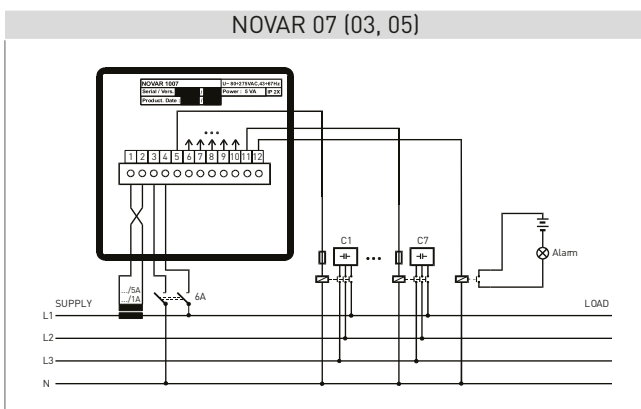 NOVAR 07 (03, 05)
NOVAR 1007 U~ 80÷275VAC,43÷67Hz
Serial / Vers.: / Power : 5 VA IP 2X
Product. Date : /
•••
1 2 3 4 5 6 7 8 9 10 11 12
C1 ••• C7
Alarm
.../5A
.../1A
6A
SUPPLY LOAD
L1
L2
L3
N